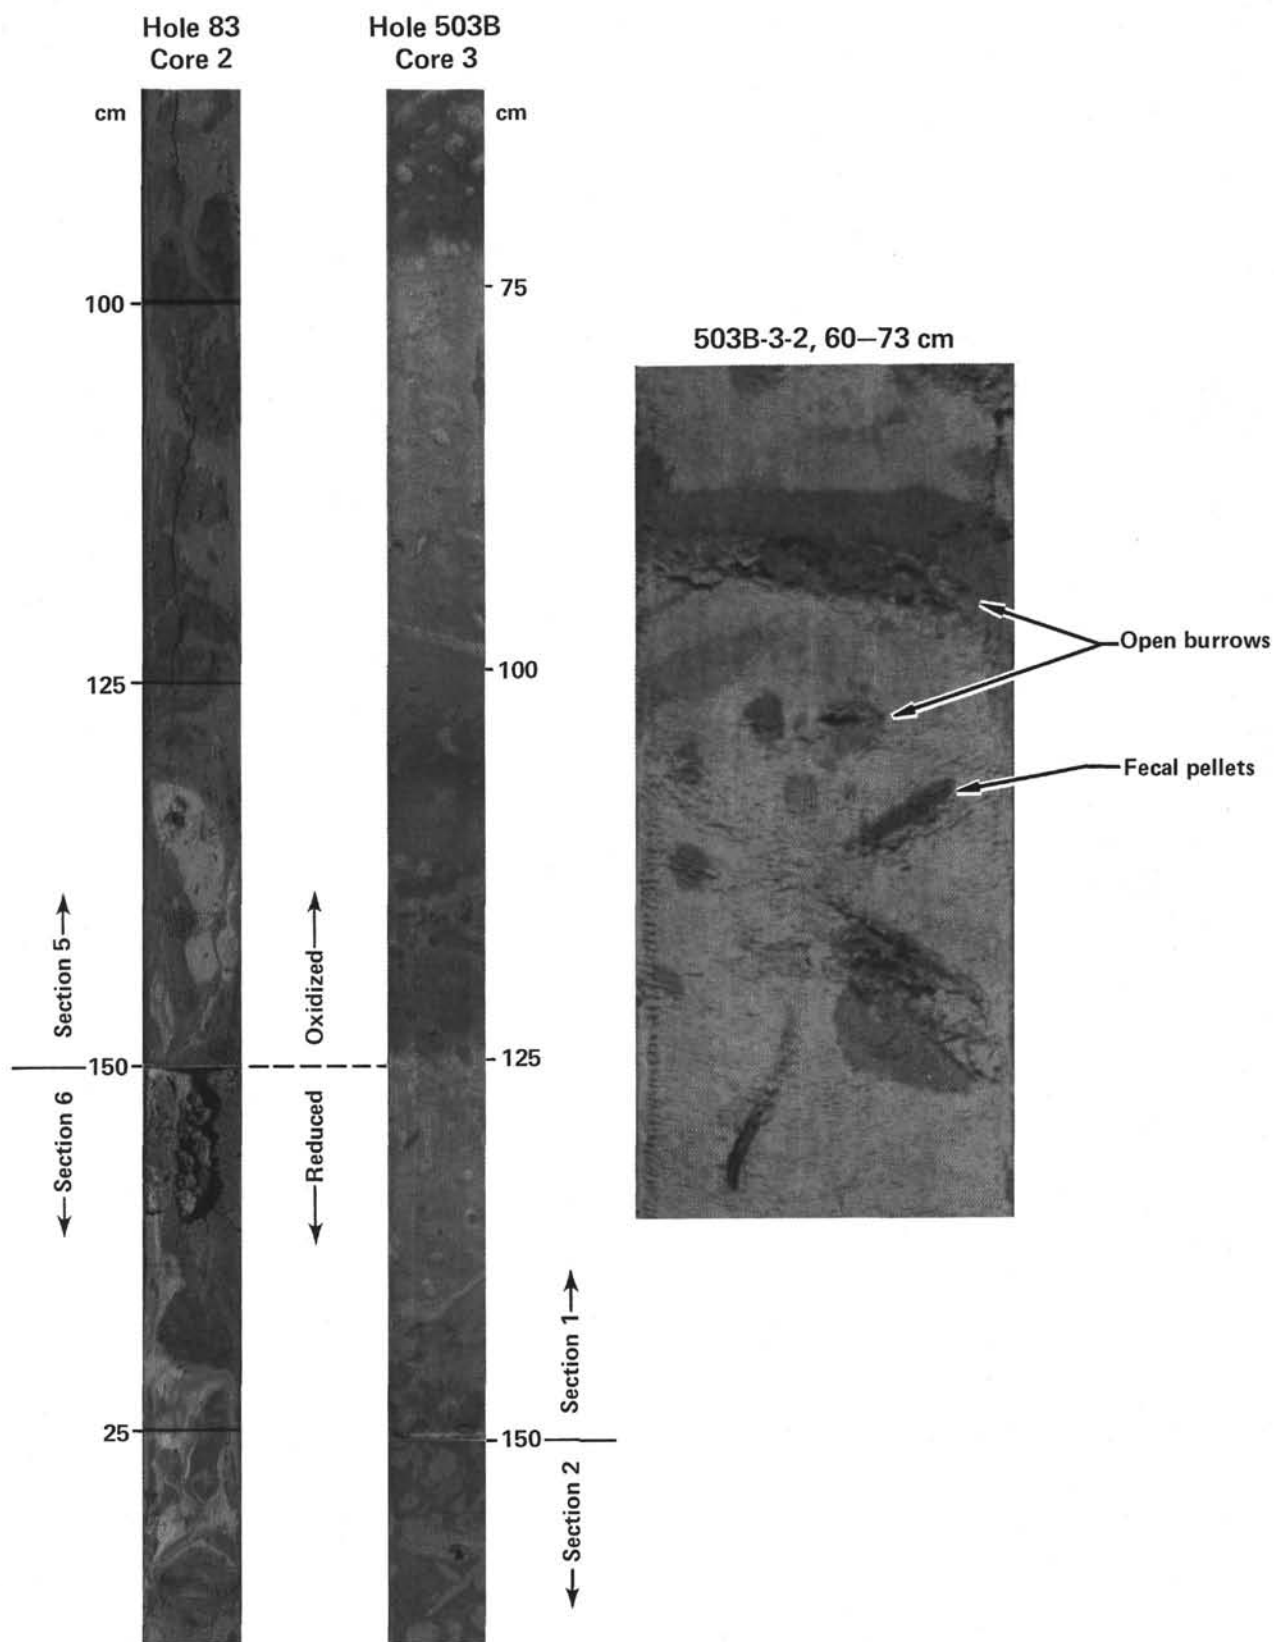 Hole 83
Core 2
cm
100
125
150
25
Section 5
Section 6
Oxidized
Reduced
Hole 503B
Core 3
cm
75
100
125
150
Section 1
Section 2
503B-3-2, 60—73 cm
Open burrows
Fecal pellets